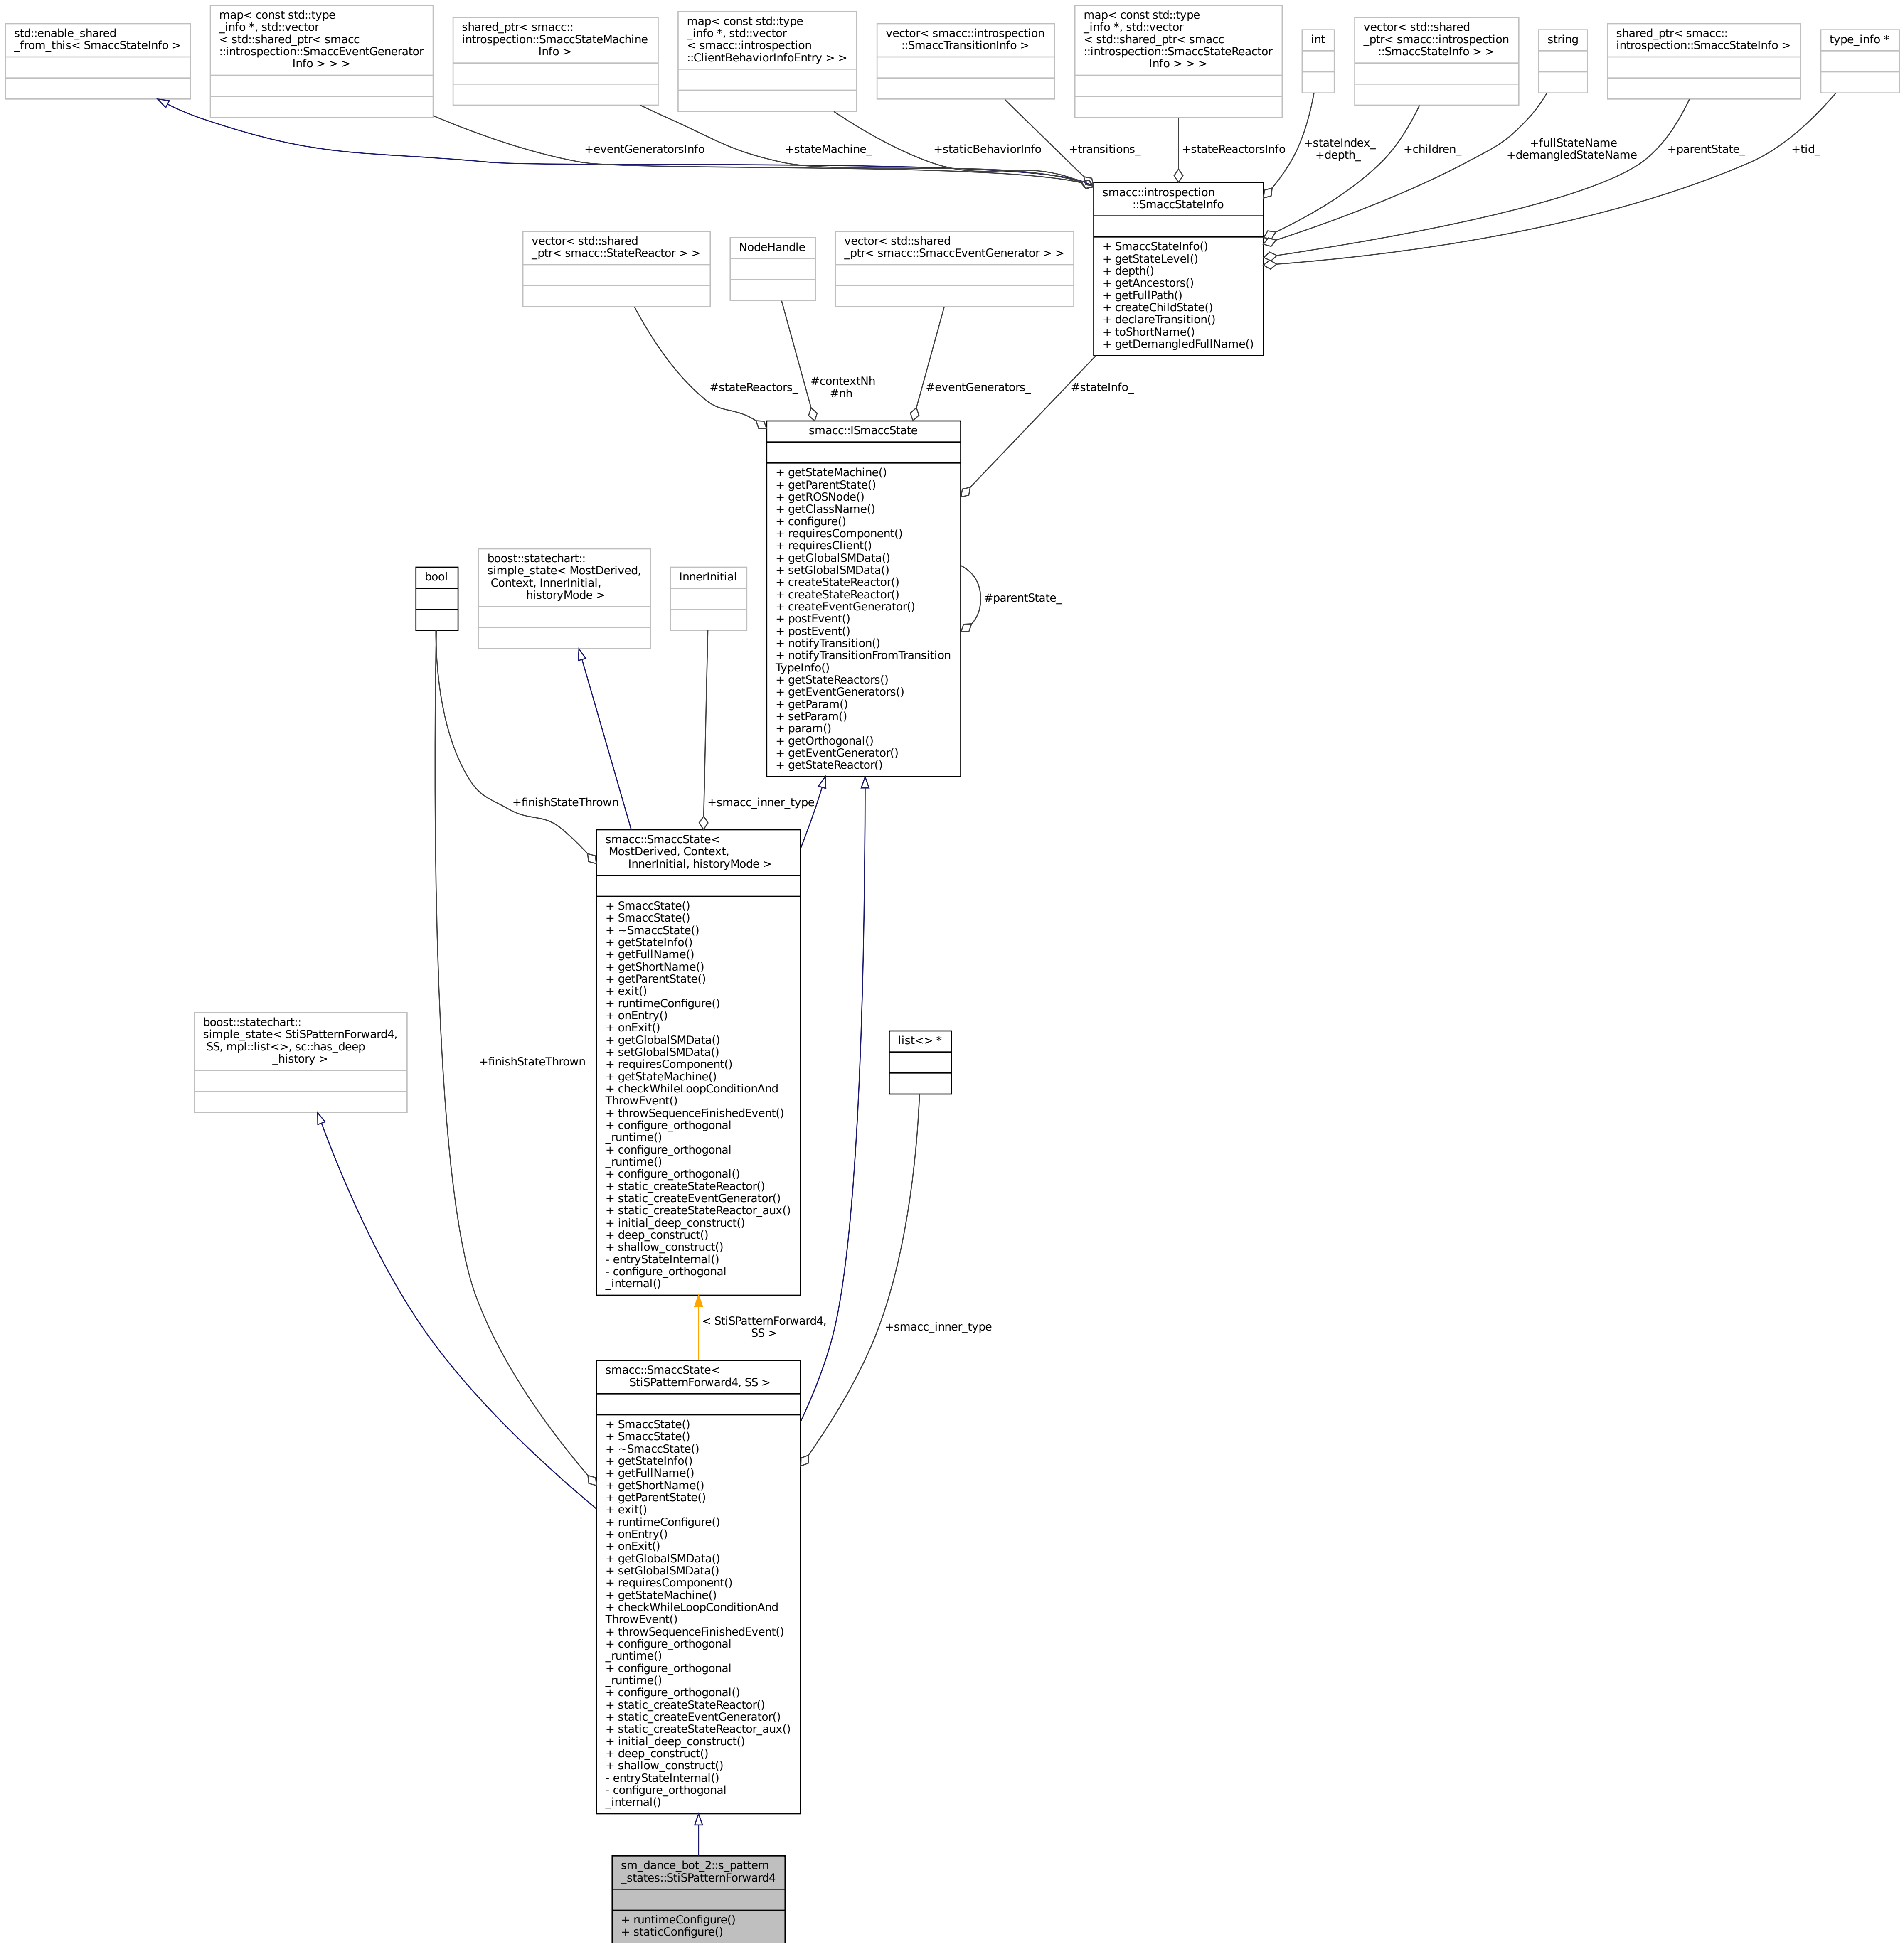 std::enable_shared
_from_this< SmaccStateInfo >
map< const std::type
_info *, std::vector
< std::shared_ptr< smacc
::introspection::SmaccEventGenerator
Info > > >
shared_ptr< smacc::
introspection::SmaccStateMachine
Info >
map< const std::type
_info *, std::vector
< smacc::introspection
::ClientBehaviorInfoEntry > >
vector< smacc::introspection
::SmaccTransitionInfo >
map< const std::type
_info *, std::vector
< std::shared_ptr< smacc
::introspection::SmaccStateReactor
Info > > >
int
vector< std::shared
_ptr< smacc::introspection
::SmaccStateInfo > >
string
shared_ptr< smacc::
introspection::SmaccStateInfo >
type_info *
+eventGeneratorsInfo
+stateMachine_
+staticBehaviorInfo
+transitions_
+stateReactorsInfo
+stateIndex_
+depth_
+children_
+fullStateName
+demangledStateName
+parentState_
+tid_
smacc::introspection
::SmaccStateInfo
+ SmaccStateInfo()
+ getStateLevel()
+ depth()
+ getAncestors()
+ getFullPath()
+ createChildState()
+ declareTransition()
+ toShortName()
+ getDemangledFullName()
vector< std::shared
_ptr< smacc::StateReactor > >
NodeHandle
vector< std::shared
_ptr< smacc::SmaccEventGenerator > >
#stateReactors_
#contextNh
#nh
#eventGenerators_
#stateInfo_
smacc::ISmaccState
+ getStateMachine()
+ getParentState()
+ getROSNode()
+ getClassName()
+ configure()
+ requiresComponent()
+ requiresClient()
+ getGlobalSMData()
+ setGlobalSMData()
+ createStateReactor()
+ createStateReactor()
+ createEventGenerator()
+ postEvent()
+ postEvent()
+ notifyTransition()
+ notifyTransitionFromTransition
TypeInfo()
+ getStateReactors()
+ getEventGenerators()
+ getParam()
+ setParam()
+ param()
+ getOrthogonal()
+ getEventGenerator()
+ getStateReactor()
#parentState_
bool
boost::statechart::
simple_state< MostDerived,
Context, InnerInitial,
historyMode >
InnerInitial
+finishStateThrown
+smacc_inner_type
smacc::SmaccState<
MostDerived, Context,
InnerInitial, historyMode >
+ SmaccState()
+ SmaccState()
+ ~SmaccState()
+ getStateInfo()
+ getFullName()
+ getShortName()
+ getParentState()
+ exit()
+ runtimeConfigure()
+ onEntry()
+ onExit()
+ getGlobalSMData()
+ setGlobalSMData()
+ requiresComponent()
+ getStateMachine()
+ checkWhileLoopConditionAnd
ThrowEvent()
+ throwSequenceFinishedEvent()
+ configure_orthogonal
_runtime()
+ configure_orthogonal
_runtime()
+ configure_orthogonal()
+ static_createStateReactor()
+ static_createEventGenerator()
+ static_createStateReactor_aux()
+ initial_deep_construct()
+ deep_construct()
+ shallow_construct()
- entryStateInternal()
- configure_orthogonal
_internal()
boost::statechart::
simple_state< StiSPatternForward4,
SS, mpl::list<>, sc::has_deep
_history >
+finishStateThrown
list<> *
< StiSPatternForward4,
SS >
+smacc_inner_type
smacc::SmaccState<
StiSPatternForward4, SS >
+ SmaccState()
+ SmaccState()
+ ~SmaccState()
+ getStateInfo()
+ getFullName()
+ getShortName()
+ getParentState()
+ exit()
+ runtimeConfigure()
+ onEntry()
+ onExit()
+ getGlobalSMData()
+ setGlobalSMData()
+ requiresComponent()
+ getStateMachine()
+ checkWhileLoopConditionAnd
ThrowEvent()
+ throwSequenceFinishedEvent()
+ configure_orthogonal
_runtime()
+ configure_orthogonal
_runtime()
+ configure_orthogonal()
+ static_createStateReactor()
+ static_createEventGenerator()
+ static_createStateReactor_aux()
+ initial_deep_construct()
+ deep_construct()
+ shallow_construct()
- entryStateInternal()
- configure_orthogonal
_internal()
sm_dance_bot_2::s_pattern
_states::StiSPatternForward4
+ runtimeConfigure()
+ staticConfigure()